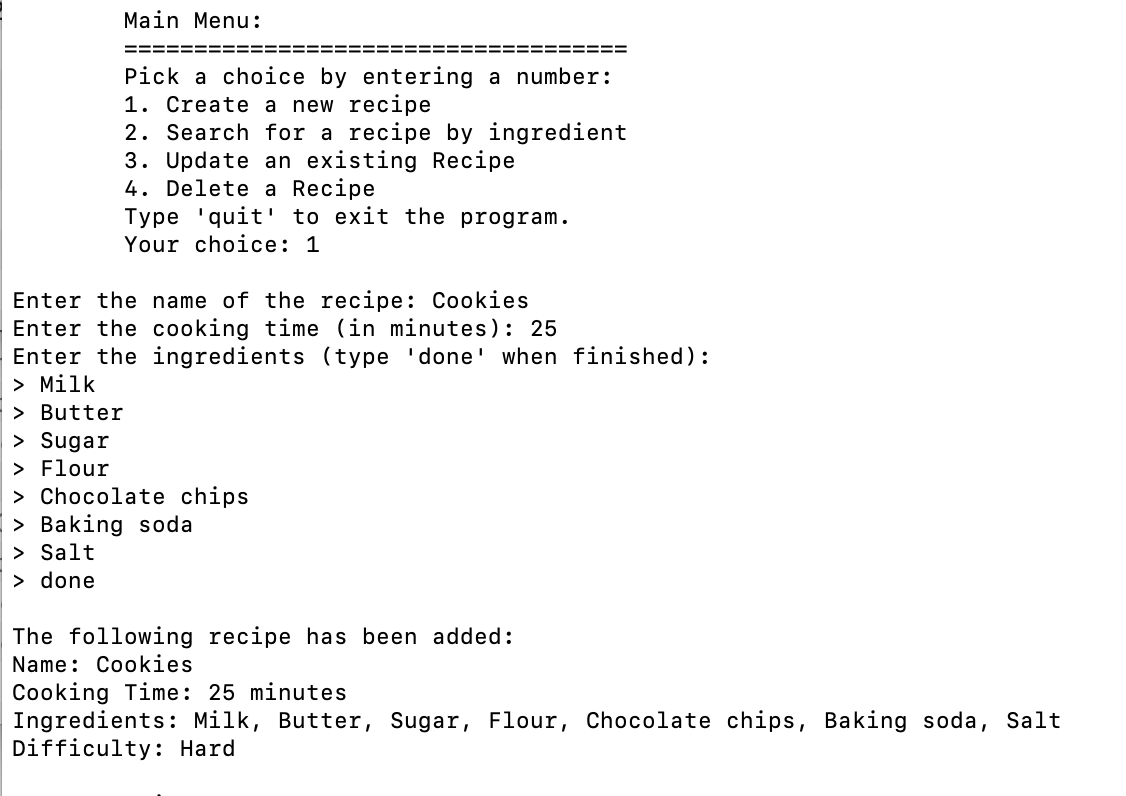 Main Menu:
====================================
Pick a choice by entering a number:
1. Create a new recipe
2. Search for a recipe by ingredient
3. Update an existing Recipe
4. Delete a Recipe
Type 'quit' to exit the program.
Your choice: 1
Enter the name of the recipe: Cookies
Enter the cooking time (in minutes): 25
Enter the ingredients (type 'done' when finished):
> Milk
> Butter
> Sugar
> Flour
> Chocolate chips
> Baking soda
> Salt
> done
The following recipe has been added:
Name: Cookies
Cooking Time: 25 minutes
Ingredients: Milk, Butter, Sugar, Flour, Chocolate chips, Baking soda, Salt
Difficulty: Hard